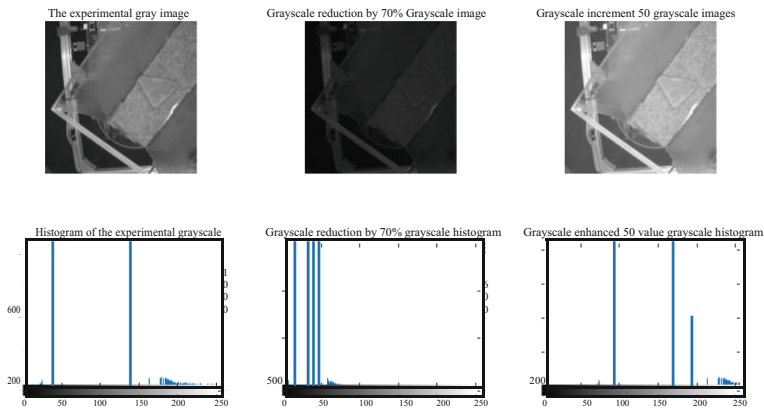 The experimental gray image
Grayscale reduction by 70% Grayscale image
Grayscale increment 50 grayscale images
Histogram of the experimental grayscale
Grayscale reduction by 70% grayscale histogram
Grayscale enhanced 50 value grayscale histogram
600
200
0 50 100 150 200 250
500
0 50 100 150 200 250
200
0 50 100 150 200 250